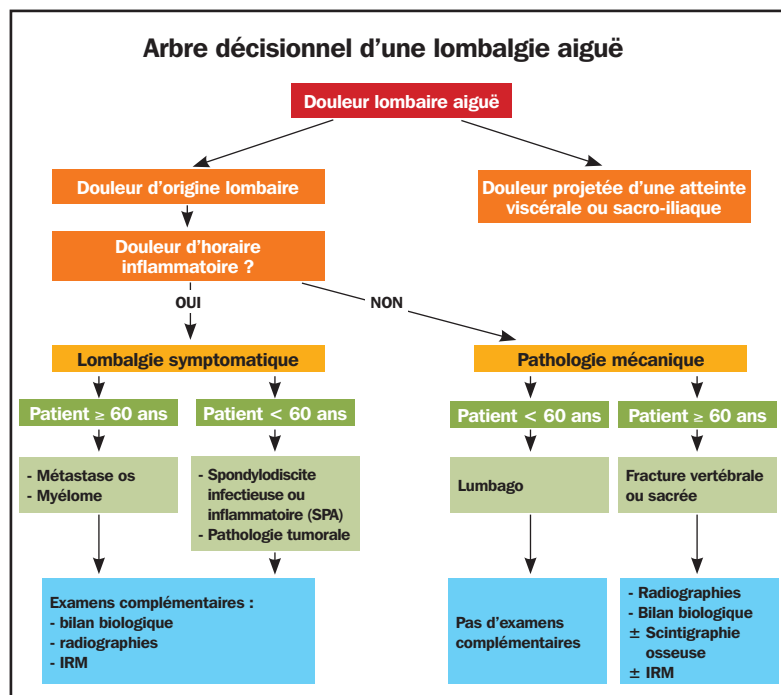 Arbre décisionnel d'une lombalgie aiguë
Douleur lombaire aiguë
Douleur d'origine lombaire
Douleur projetée d'une atteinte
viscérale ou sacro-iliaque
Douleur d'horaire
inflammatoire ?
OUI
NON
Lombalgie symptomatique
Pathologie mécanique
Patient ≥ 60 ans
Patient < 60 ans
Patient < 60 ans
Patient ≥ 60 ans
- Métastase os
- Myélome
- Spondylodiscite
infectieuse ou
inflammatoire (SPA)
- Pathologie tumorale
Lumbago
Fracture vertébrale
ou sacrée
Examens complémentaires :
- bilan biologique
- radiographies
- IRM
Pas d'examens
complémentaires
- Radiographies
- Bilan biologique
± Scintigraphie
osseuse
± IRM